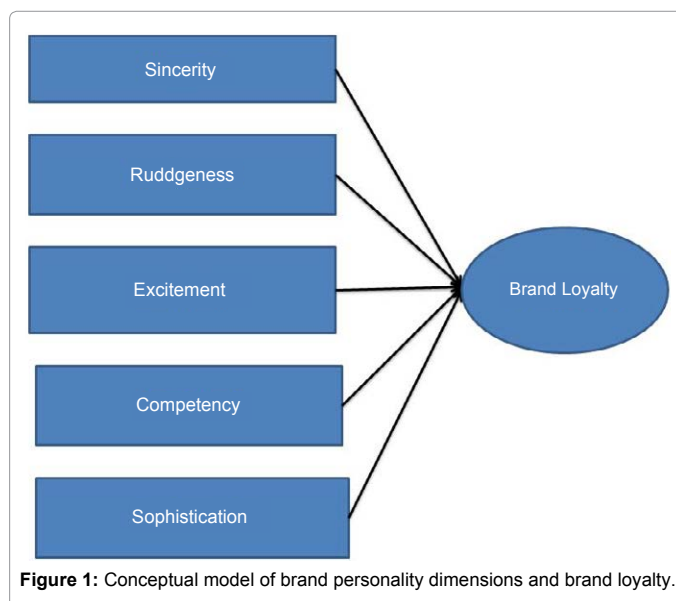 Sincerity
Ruddgeness
Excitement
Brand Loyalty
Competency
Sophistication
Figure 1: Conceptual model of brand personality dimensions and brand loyalty.